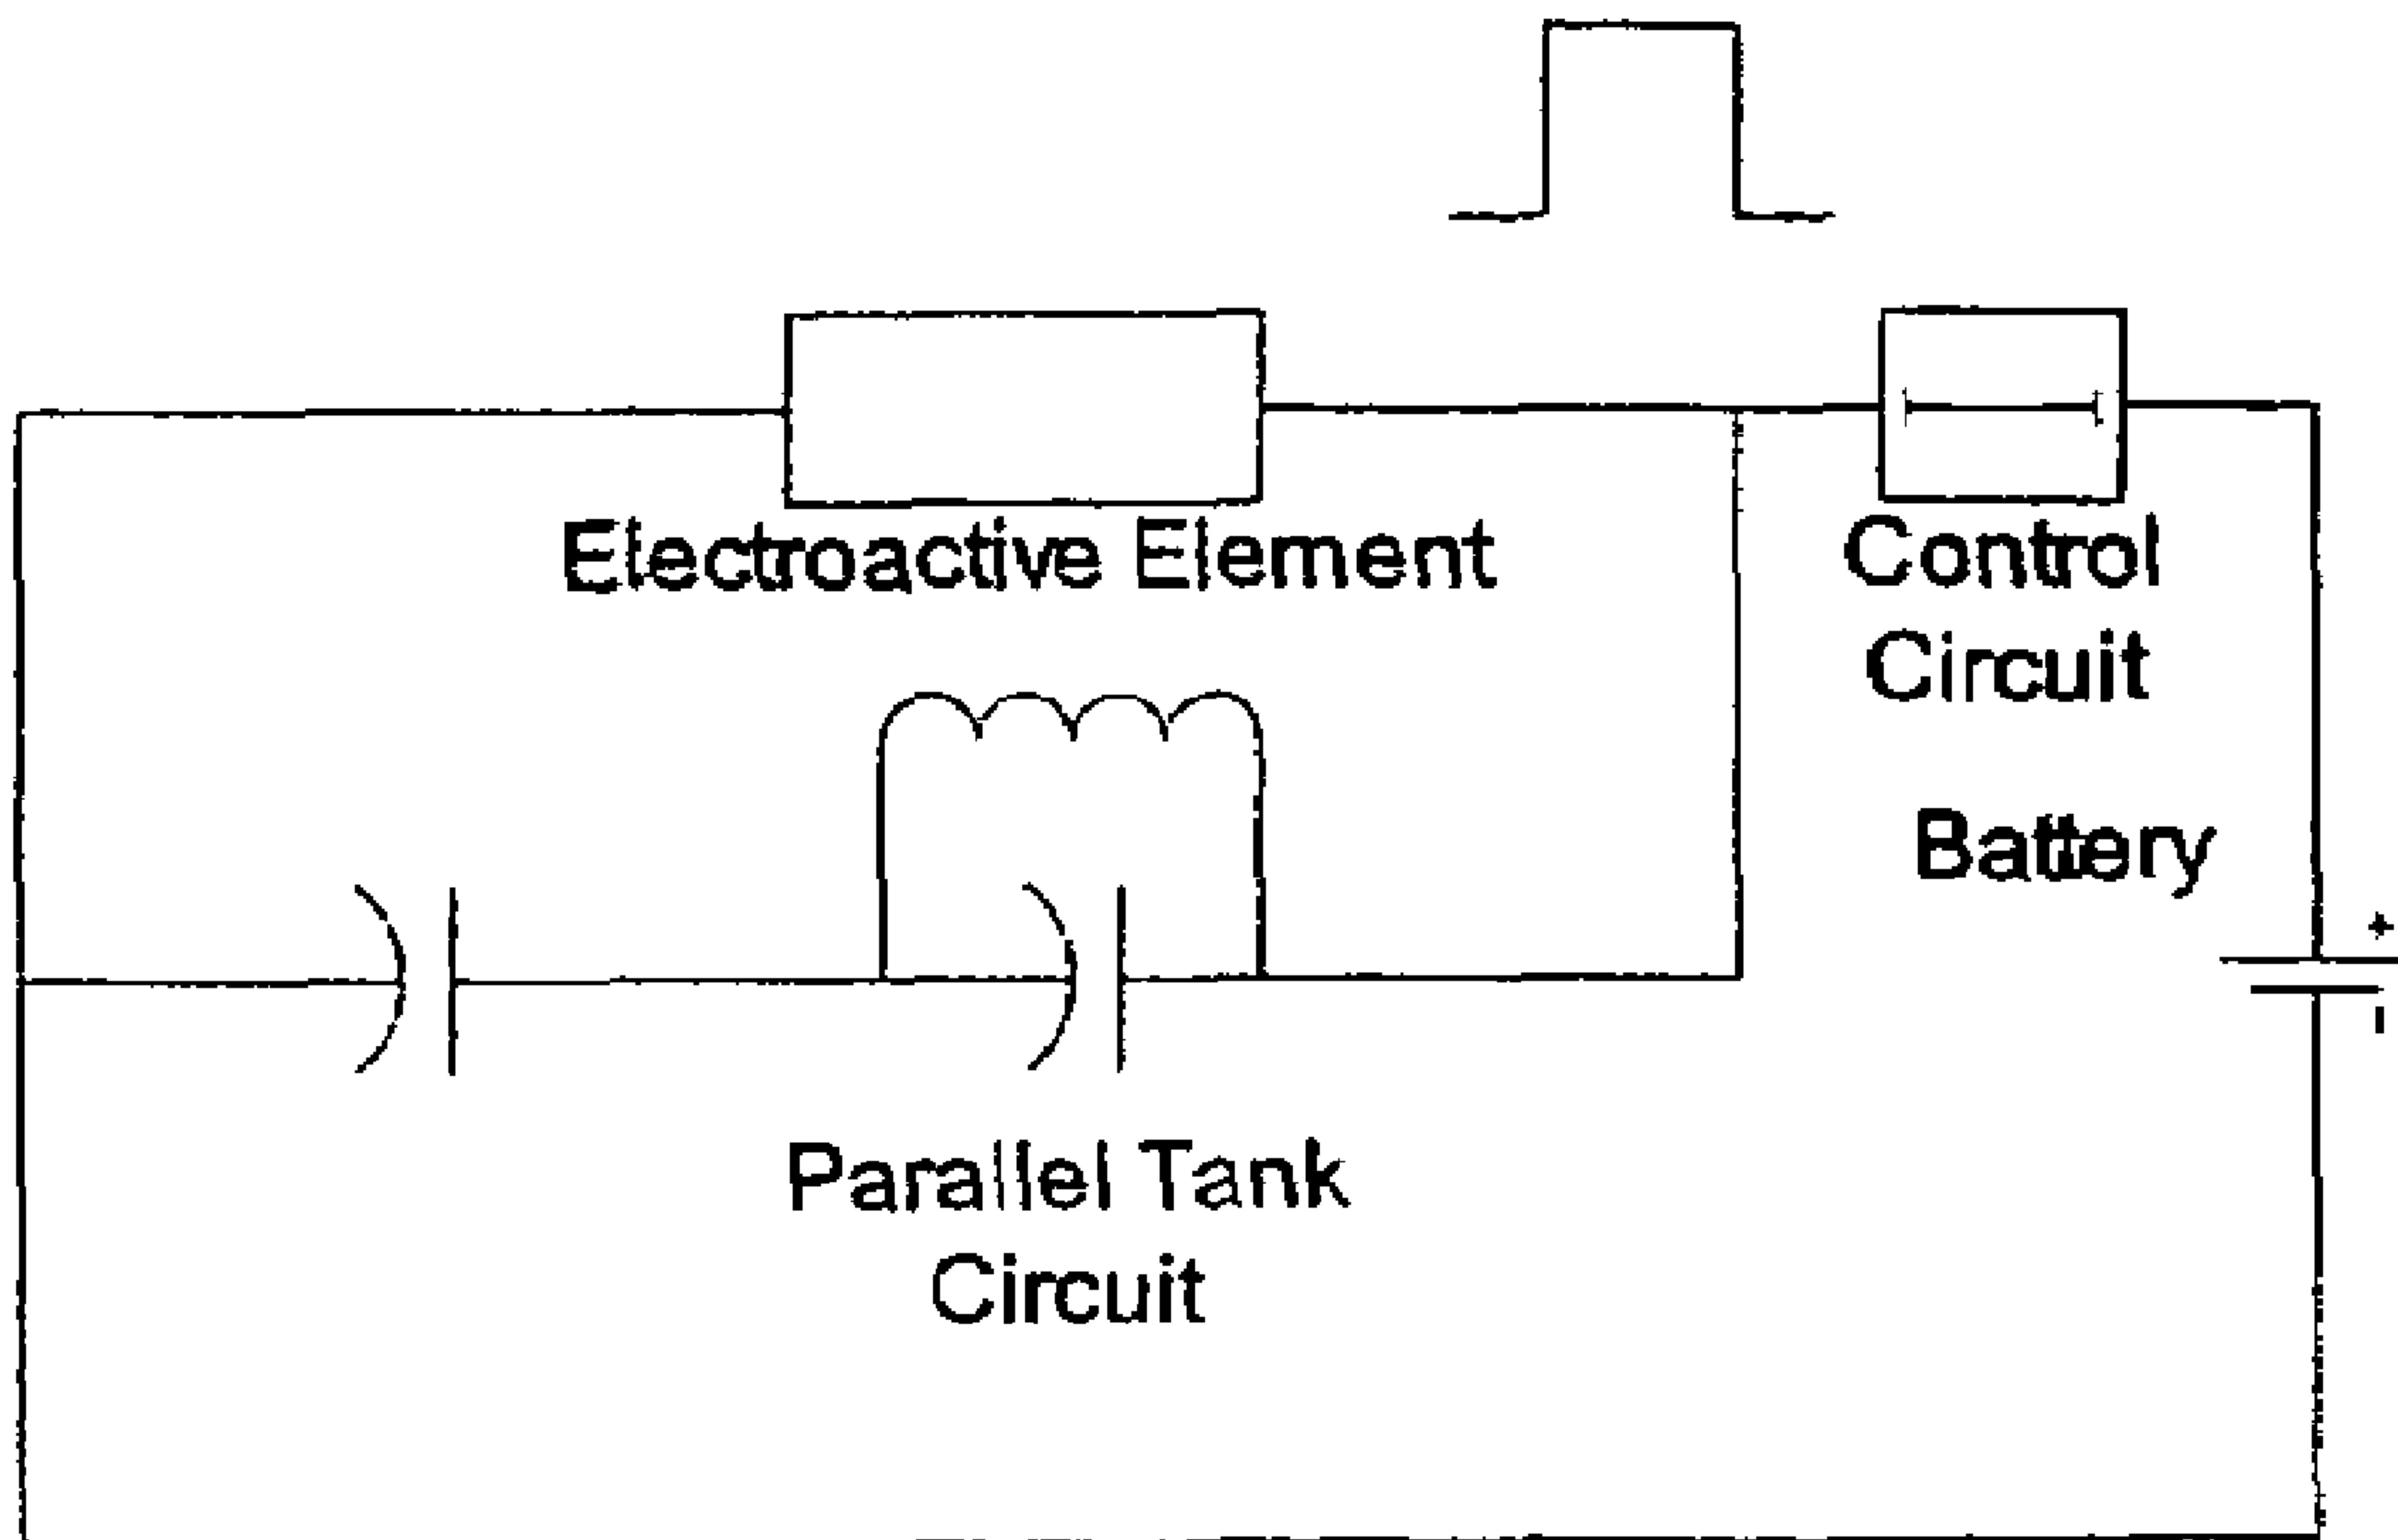 Electroactive Element
Control
Circuit
Battery
+
-
Parallel Tank
Circuit